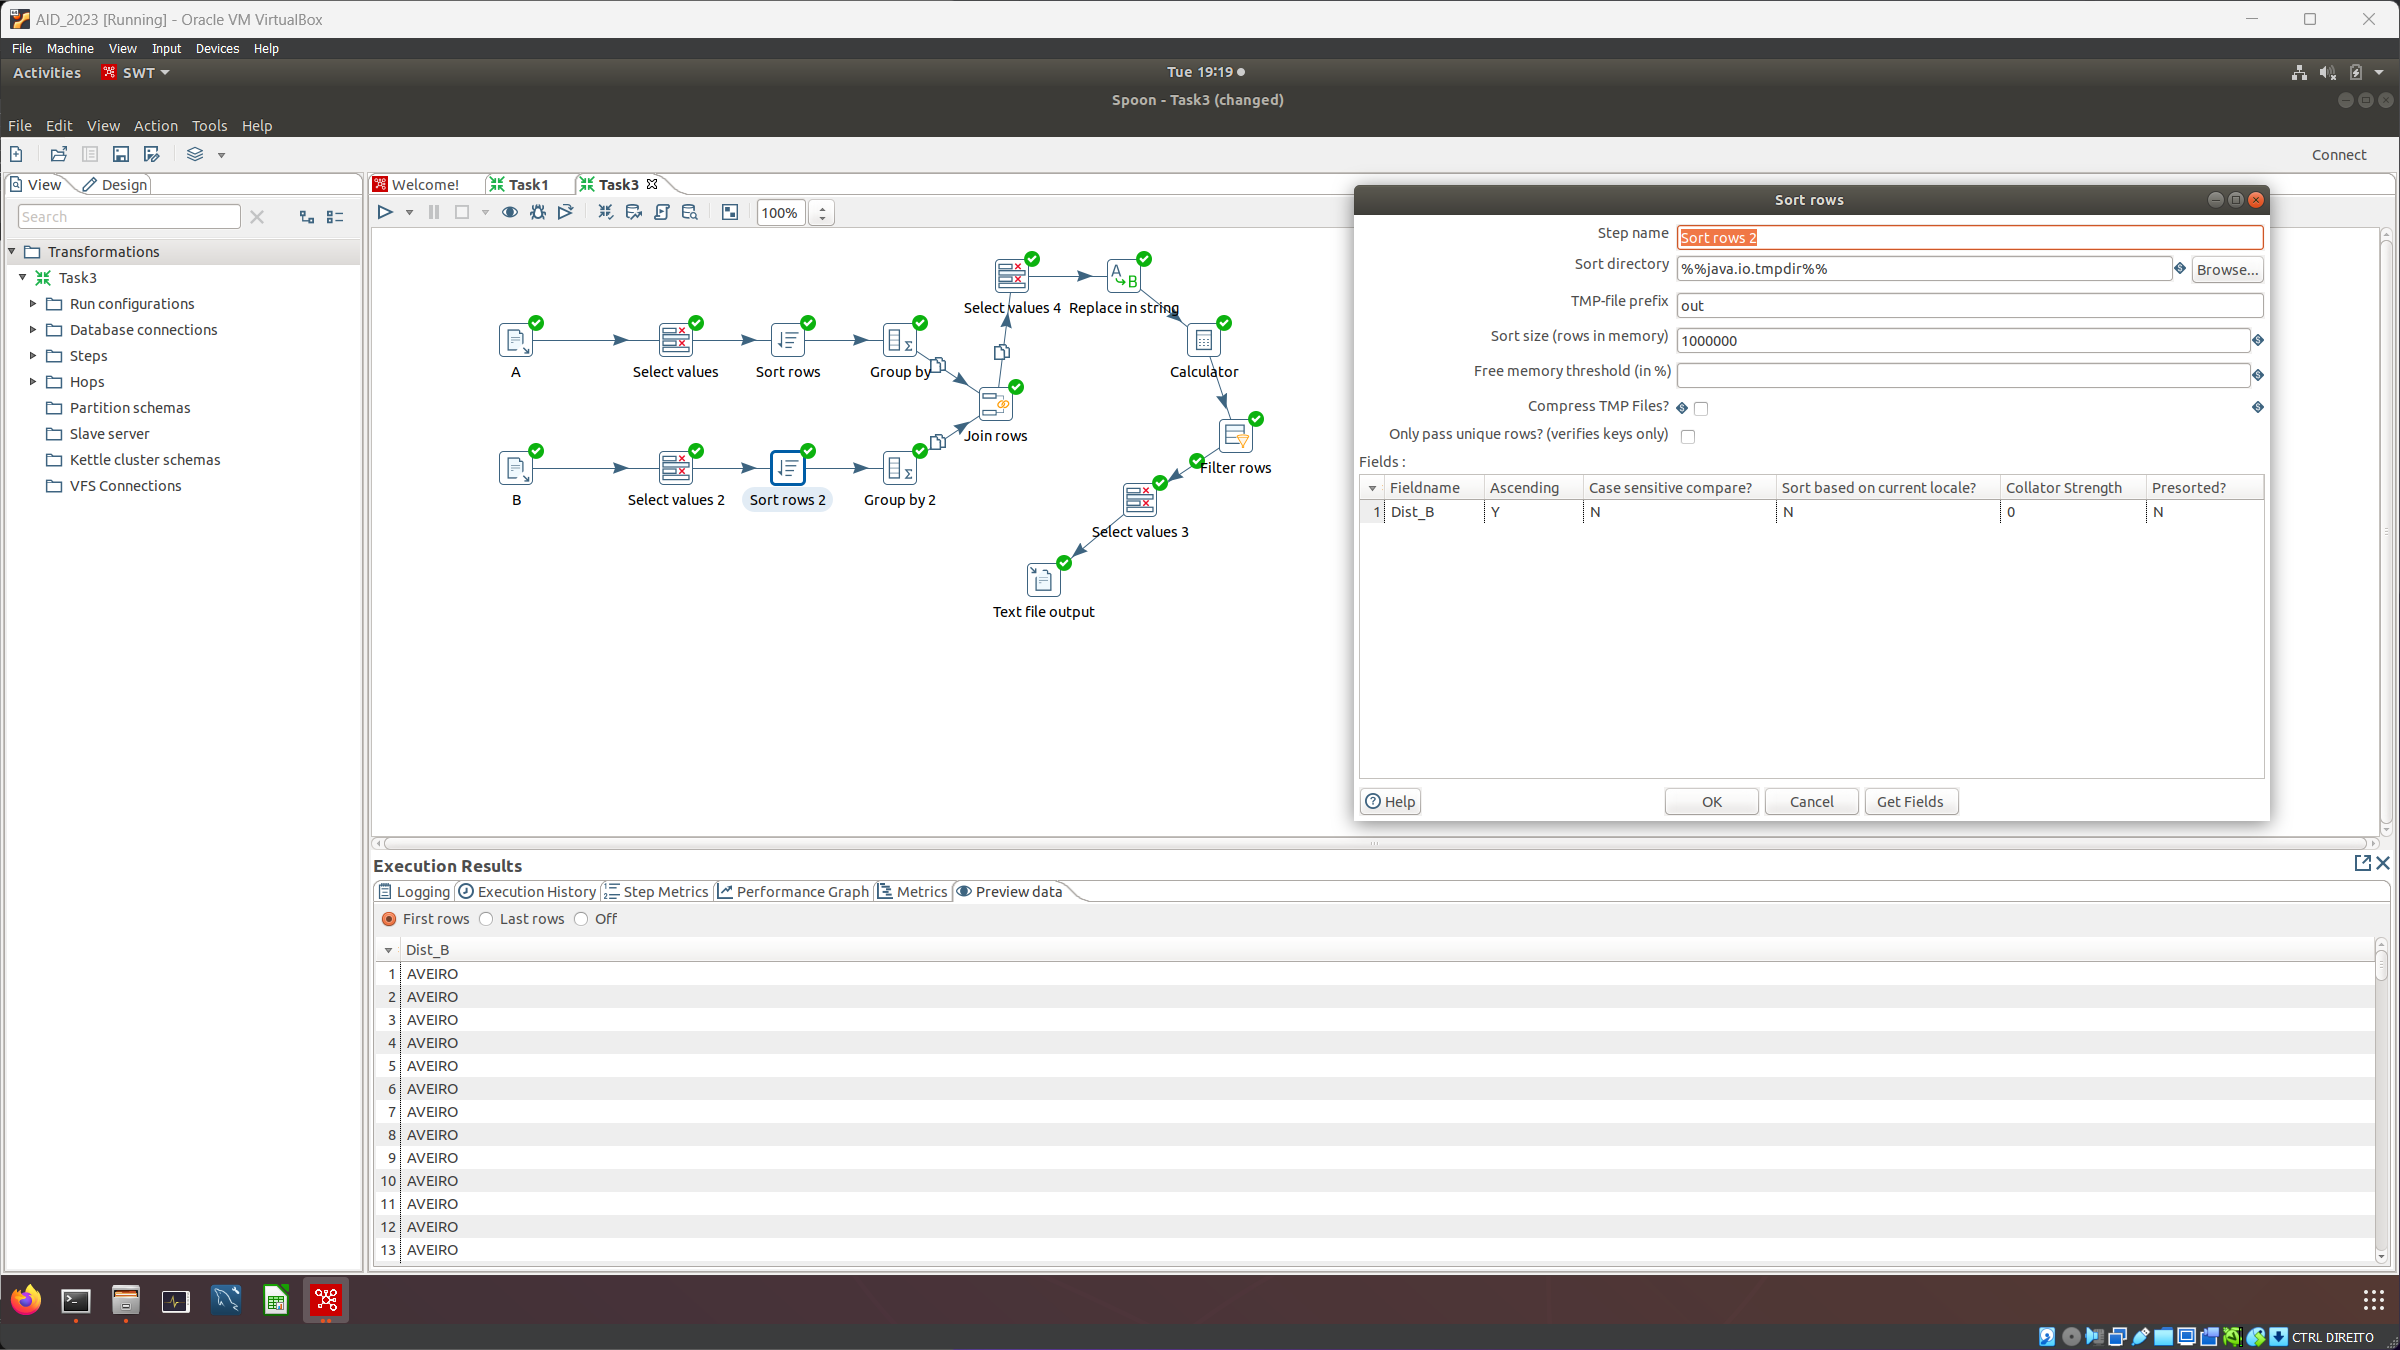 AID_2023 [Running] - Oracle VM VirtualBox
File Machine View Input Devices Help
Activities SWT Tue 19:19
Spoon - Task3 (changed)
File Edit View Action Tools Help
Connect
View Design
Welcome! Task1 Task3
Search
100%
Transformations
Task3
Run configurations
Database connections
Steps
Hops
Partition schemas
Slave server
Kettle cluster schemas
VFS Connections
Select values 4 Replace in string
A Select values Sort rows Group by Calculator
Join rows
B Select values 2 Sort rows 2 Group by 2 Filter rows
Select values 3
Text file output
Sort rows
Step name Sort rows 2
Sort directory %%java.io.tmpdir%% Browse...
TMP-file prefix out
Sort size (rows in memory) 1000000
Free memory threshold (in %)
Compress TMP Files?
Only pass unique rows? (verifies keys only)
Fields :
Fieldname Ascending Case sensitive compare? Sort based on current locale? Collator Strength Presorted?
1 Dist_B Y N N 0 N
Help OK Cancel Get Fields
Execution Results
Logging Execution History Step Metrics Performance Graph Metrics Preview data
First rows Last rows Off
Dist_B
1 AVEIRO
2 AVEIRO
3 AVEIRO
4 AVEIRO
5 AVEIRO
6 AVEIRO
7 AVEIRO
8 AVEIRO
9 AVEIRO
10 AVEIRO
11 AVEIRO
12 AVEIRO
13 AVEIRO
CTRL DIREITO